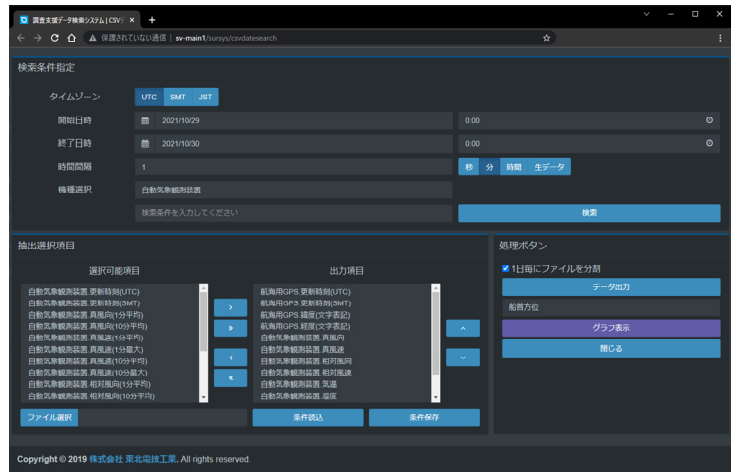 調査支援データ検索システム | CSVデ
保護されていない通信 | sv-main1/sursys/csvdatesearch
検索条件指定
タイムゾーン UTC SMT JST
開始日時 2021/10/29 0:00
終了日時 2021/10/30 0:00
時間間隔 1 秒 分 時間 生データ
機種選択 自動気象観測装置
検索条件を入力してください 検索
抽出選択項目
選択可能項目
自動気象観測装置.更新時刻(UTC)
自動気象観測装置.更新時刻(SMT)
自動気象観測装置.真風向(1分平均)
自動気象観測装置.真風向(10分平均)
自動気象観測装置.真風速(1分平均)
自動気象観測装置.真風速(1分最大)
自動気象観測装置.真風速(10分平均)
自動気象観測装置.真風速(10分最大)
自動気象観測装置.相対風向(1分平均)
自動気象観測装置.相対風向(10分平均)
出力項目
航海用GPS.更新時刻(UTC)
航海用GPS.更新時刻(SMT)
航海用GPS.緯度(文字表記)
航海用GPS.経度(文字表記)
自動気象観測装置.真風向
自動気象観測装置.真風速
自動気象観測装置.相対風向
自動気象観測装置.相対風速
自動気象観測装置.気温
自動気象観測装置.湿度
ファイル選択 条件読込 条件保存
処理ボタン
1日毎にファイルを分割
データ出力
船首方位
グラフ表示
閉じる
Copyright © 2019 株式会社 東北電技工業. All rights reserved.